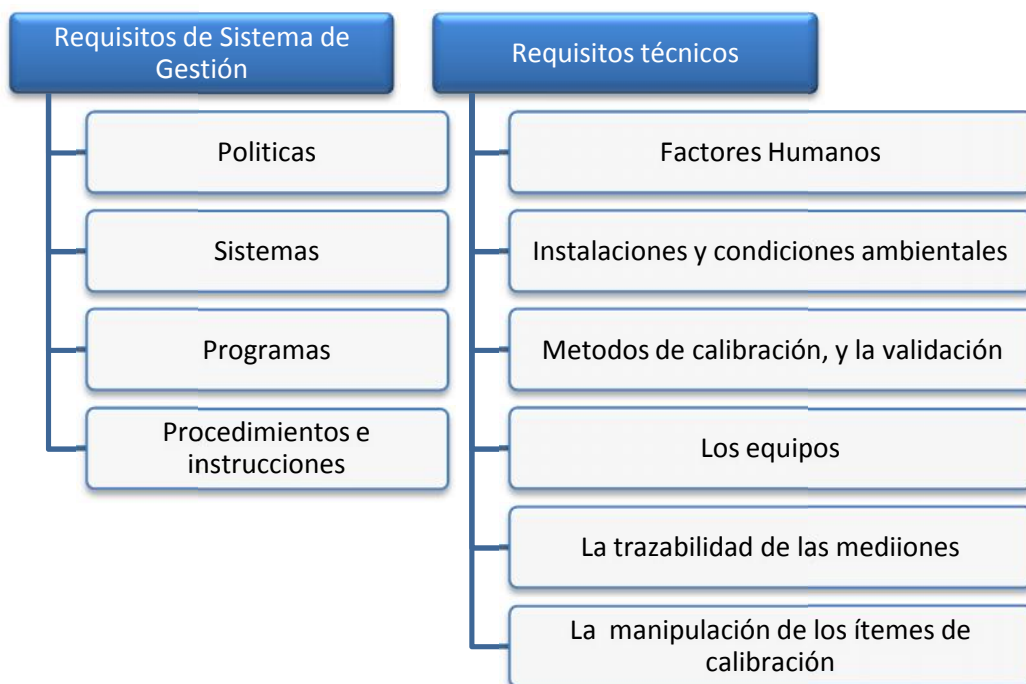 Requisitos de Sistema de
Gestión
Politicas
Sistemas
Programas
Procedimientos e
instrucciones
Requisitos técnicos
Factores Humanos
Instalaciones y condiciones ambientales
Metodos de calibración, y la validación
Los equipos
La trazabilidad de las mediiones
La manipulación de los ítemes de
calibración